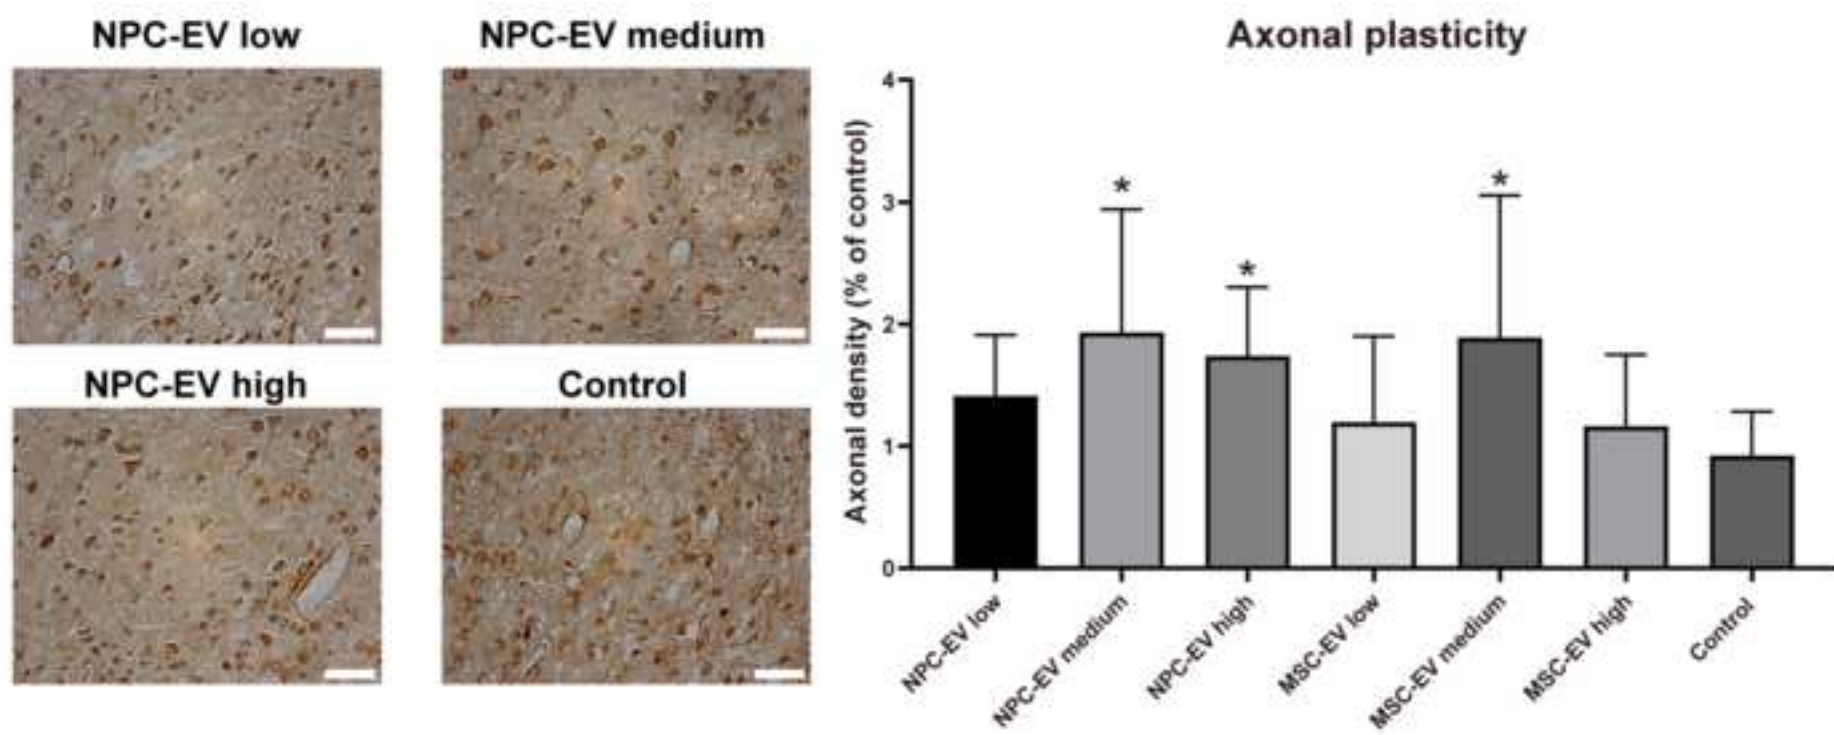 NPC-EV low
NPC-EV medium
NPC-EV high
Control
Axonal plasticity
Axonal density (% of control)
4
3
2
1
0
*
*
*
NPC-EV low
NPC-EV medium
NPC-EV high
MSC-EV low
MSC-EV medium
MSC-EV high
Control